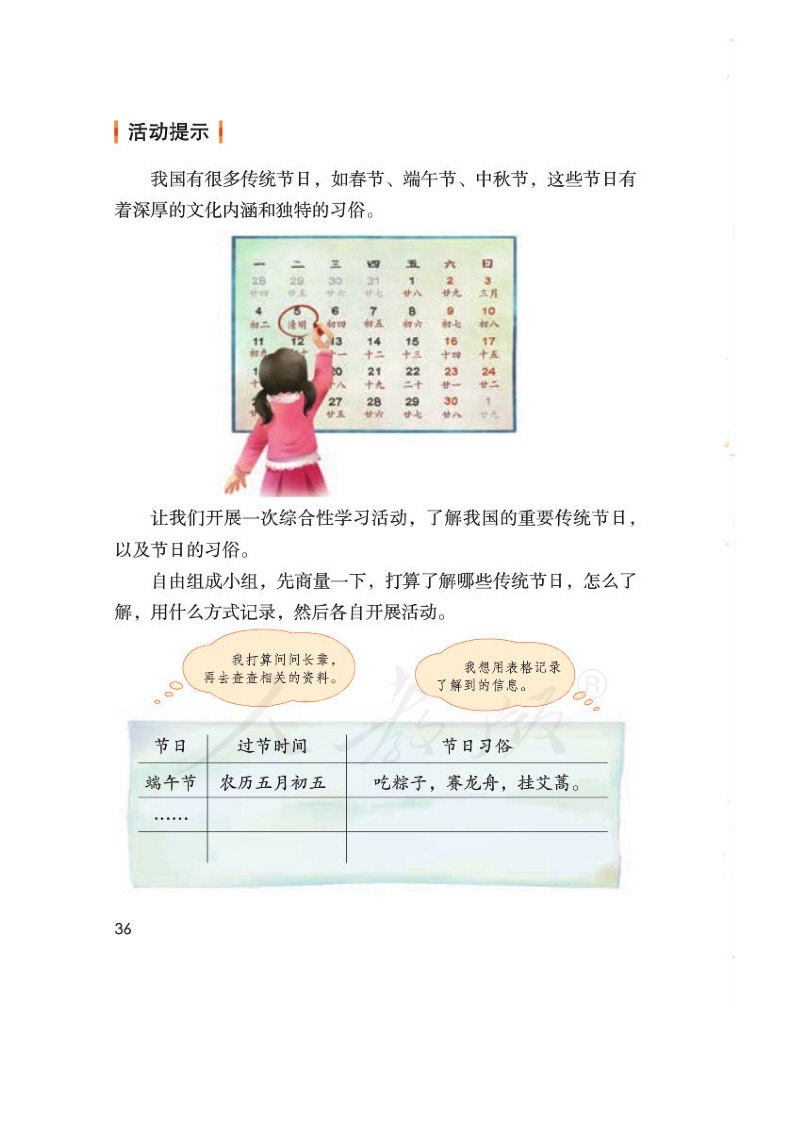 活动提示
我国有很多传统节日，如春节、端午节、中秋节，这些节日有
着深厚的文化内涵和独特的习俗。
一 二 三 四 五 六 日
28 29 30 31 1 2 3
廿四 廿五 廿六 廿七 廿八 廿九 三月
4 5 6 7 8 9 10
初二 清明 初四 初五 初六 初七 初八
11 12 13 14 15 16 17
初九 十一 十二 十三 十四 十五
20 21 22 23 24
十八 十九 二十 廿一 廿二
27 28 29 30 1
廿五 廿六 廿七 廿八 廿九
让我们开展一次综合性学习活动，了解我国的重要传统节日，
以及节日的习俗。
自由组成小组，先商量一下，打算了解哪些传统节日，怎么了
解，用什么方式记录，然后各自开展活动。
我打算问问长辈，
再去查查相关的资料。
我想用表格记录
了解到的信息。
人教版®
节日 过节时间 节日习俗
端午节 农历五月初五 吃粽子，赛龙舟，挂艾蒿。
……
36